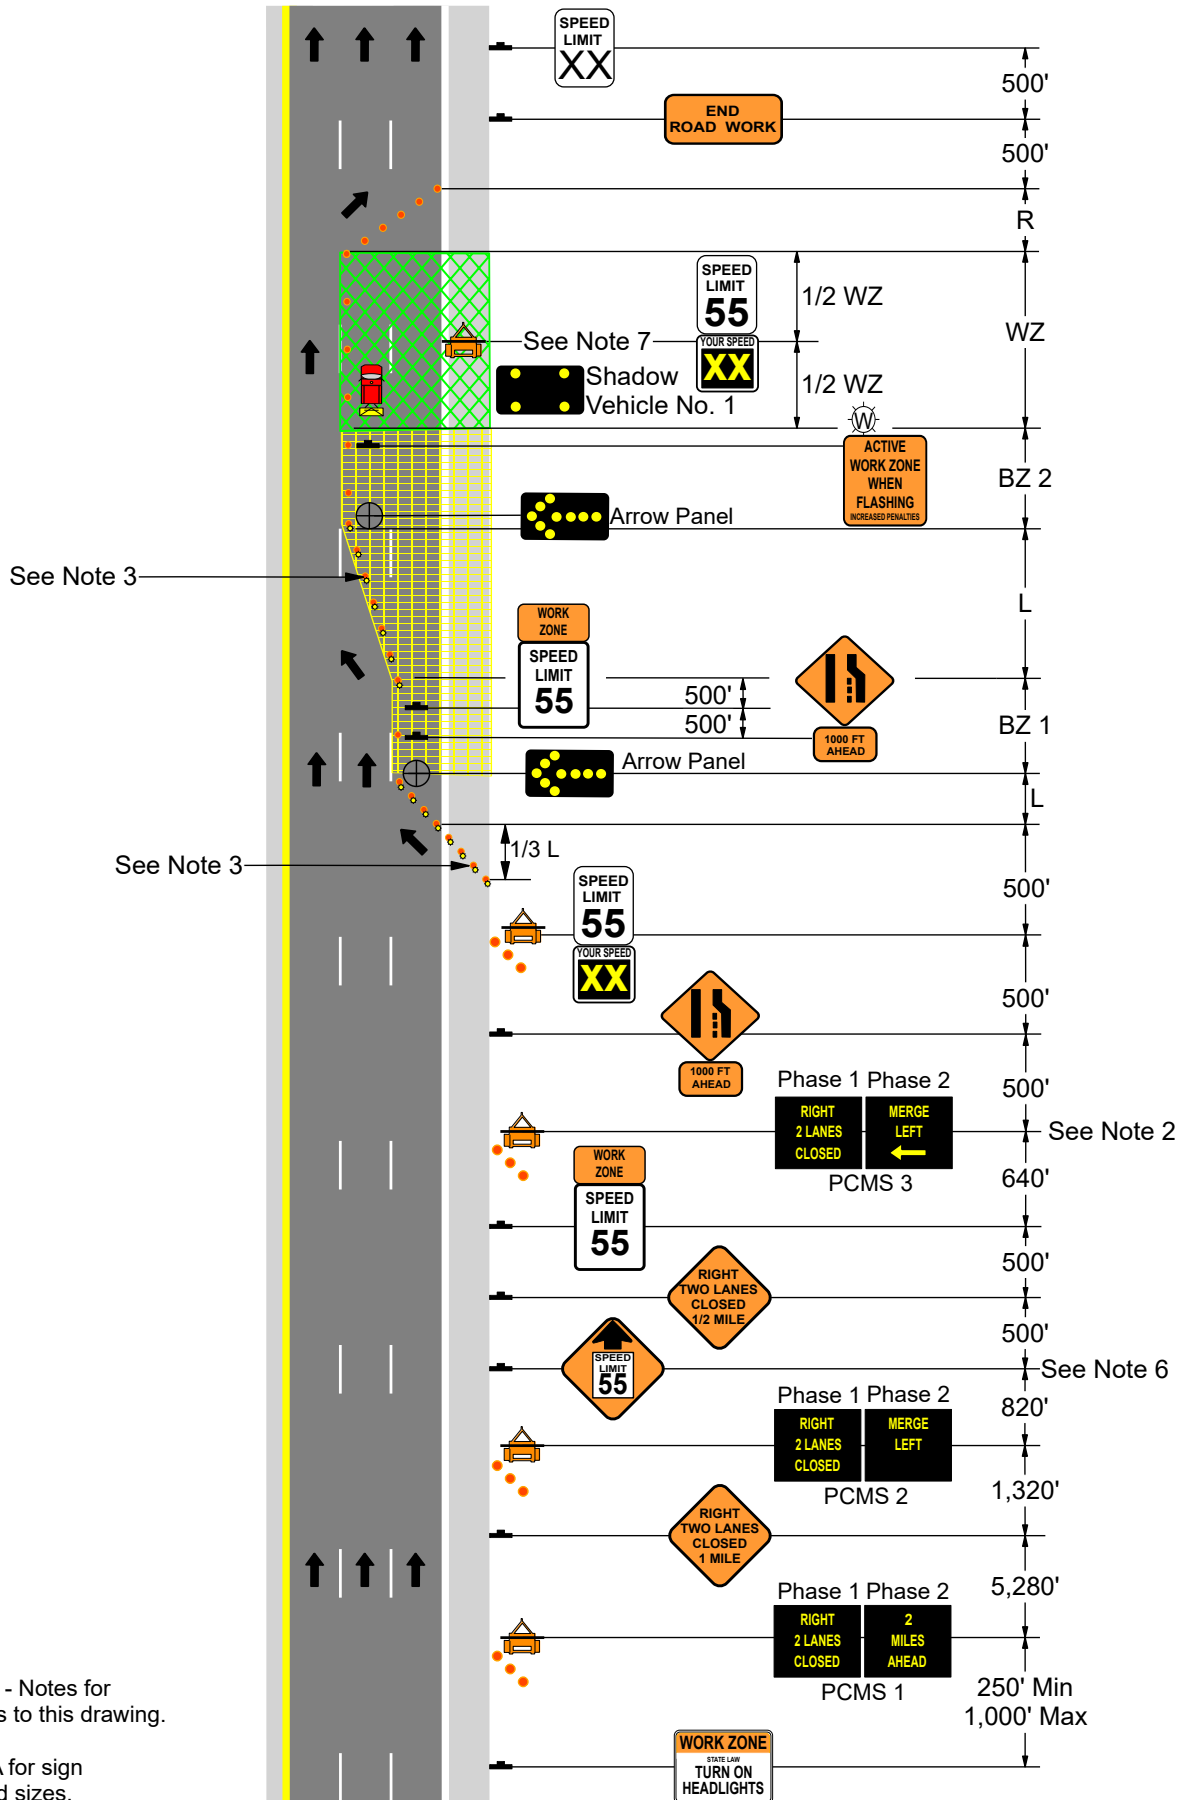 SPEED
LIMIT
XX
500'
END
ROAD WORK
500'
R
SPEED
LIMIT
55
1/2 WZ
WZ
See Note 7
YOUR SPEED
XX
Shadow
Vehicle No. 1
1/2 WZ
W
ACTIVE
WORK ZONE
WHEN
FLASHING
INCREASED PENALTIES
BZ 2
Arrow Panel
See Note 3
L
WORK
ZONE
SPEED
LIMIT
55
500'
500'
1000 FT
AHEAD
BZ 1
Arrow Panel
L
1/3 L
See Note 3
SPEED
LIMIT
55
500'
YOUR SPEED
XX
500'
1000 FT
AHEAD
500'
Phase 1 Phase 2
RIGHT
2 LANES
CLOSED
MERGE
LEFT
PCMS 3
See Note 2
640'
WORK
ZONE
SPEED
LIMIT
55
500'
RIGHT
TWO LANES
CLOSED
1/2 MILE
500'
SPEED
LIMIT
55
See Note 6
820'
Phase 1 Phase 2
RIGHT
2 LANES
CLOSED
MERGE
LEFT
PCMS 2
1,320'
RIGHT
TWO LANES
CLOSED
1 MILE
5,280'
Phase 1 Phase 2
RIGHT
2 LANES
CLOSED
2
MILES
AHEAD
PCMS 1
250' Min
1,000' Max
- Notes for
s to this drawing.
WORK ZONE
STATE LAW
TURN ON
HEADLIGHTS
A for sign
d sizes.